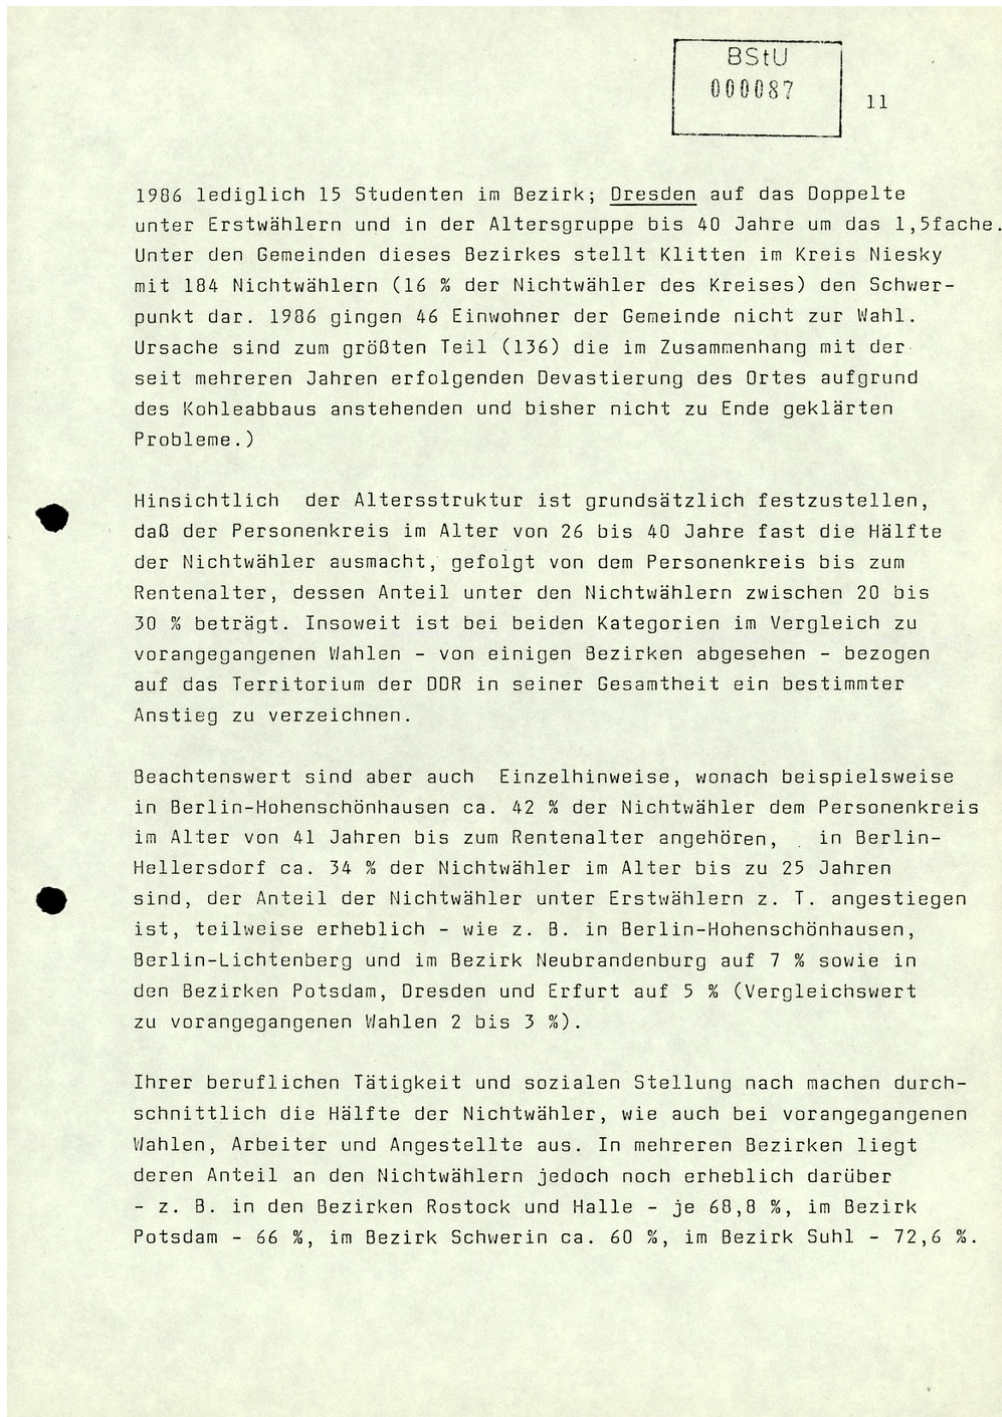 BStU
000087
11
1986 lediglich 15 Studenten im Bezirk; Dresden auf das Doppelte
unter Erstwählern und in der Altersgruppe bis 40 Jahre um das 1,5fache.
Unter den Gemeinden dieses Bezirkes stellt Klitten im Kreis Niesky
mit 184 Nichtwählern (16 % der Nichtwähler des Kreises) den Schwer-
punkt dar. 1986 gingen 46 Einwohner der Gemeinde nicht zur Wahl.
Ursache sind zum größten Teil (136) die im Zusammenhang mit der
seit mehreren Jahren erfolgenden Devastierung des Ortes aufgrund
des Kohleabbaus anstehenden und bisher nicht zu Ende geklärten
Probleme.)
Hinsichtlich der Altersstruktur ist grundsätzlich festzustellen,
daß der Personenkreis im Alter von 26 bis 40 Jahre fast die Hälfte
der Nichtwähler ausmacht, gefolgt von dem Personenkreis bis zum
Rentenalter, dessen Anteil unter den Nichtwählern zwischen 20 bis
30 % beträgt. Insoweit ist bei beiden Kategorien im Vergleich zu
vorangegangenen Wahlen - von einigen Bezirken abgesehen - bezogen
auf das Territorium der DDR in seiner Gesamtheit ein bestimmter
Anstieg zu verzeichnen.
Beachtenswert sind aber auch Einzelhinweise, wonach beispielsweise
in Berlin-Hohenschönhausen ca. 42 % der Nichtwähler dem Personenkreis
im Alter von 41 Jahren bis zum Rentenalter angehören, in Berlin-
Hellersdorf ca. 34 % der Nichtwähler im Alter bis zu 25 Jahren
sind, der Anteil der Nichtwähler unter Erstwählern z. T. angestiegen
ist, teilweise erheblich - wie z. B. in Berlin-Hohenschönhausen,
Berlin-Lichtenberg und im Bezirk Neubrandenburg auf 7 % sowie in
den Bezirken Potsdam, Dresden und Erfurt auf 5 % (Vergleichswert
zu vorangegangenen Wahlen 2 bis 3 %).
Ihrer beruflichen Tätigkeit und sozialen Stellung nach machen durch-
schnittlich die Hälfte der Nichtwähler, wie auch bei vorangegangenen
Wahlen, Arbeiter und Angestellte aus. In mehreren Bezirken liegt
deren Anteil an den Nichtwählern jedoch noch erheblich darüber
- z. B. in den Bezirken Rostock und Halle - je 68,8 %, im Bezirk
Potsdam - 66 %, im Bezirk Schwerin ca. 60 %, im Bezirk Suhl - 72,6 %.